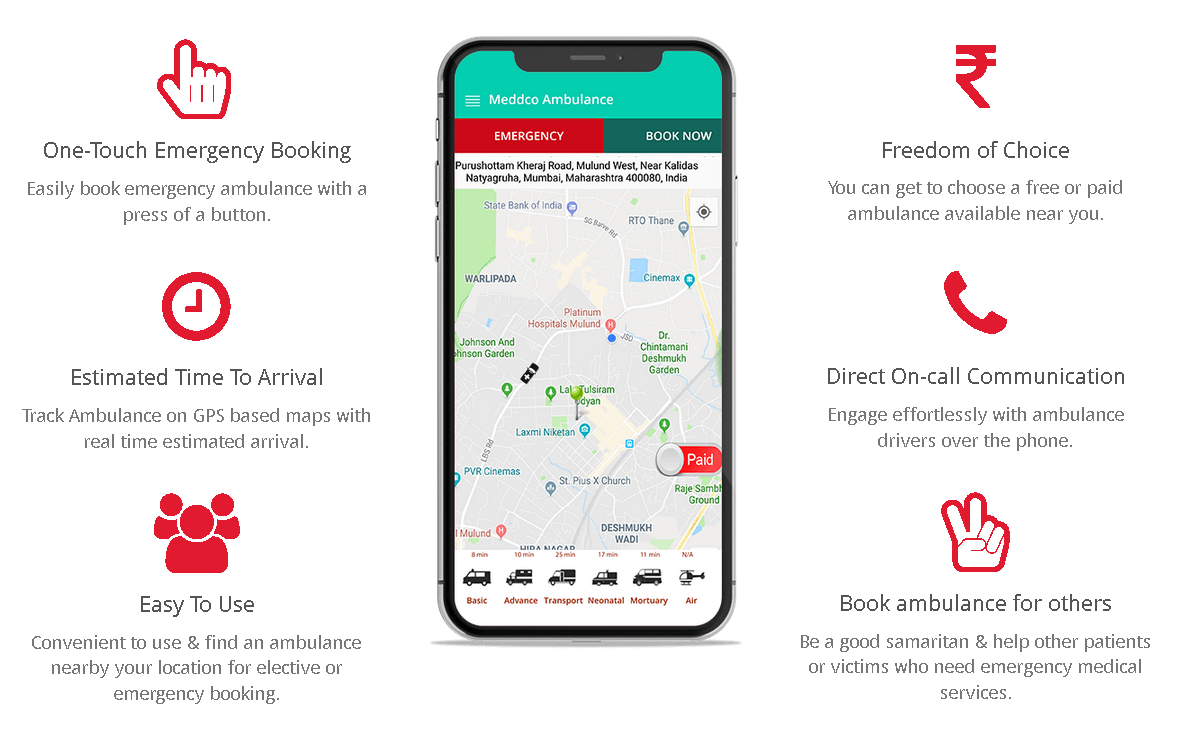 One-Touch Emergency Booking
Easily book emergency ambulance with a
press of a button.
Estimated Time To Arrival
Track Ambulance on GPS based maps with
real time estimated arrival.
Easy To Use
Convenient to use & find an ambulance
nearby your location for elective or
emergency booking.
Meddco Ambulance
EMERGENCY
BOOK NOW
Purushottam Kheraj Road, Mulund West, Near Kalidas
Natyagruha, Mumbai, Maharashtra 400080, India
State Bank of India
SG Barve Rd
RTO Thane
WARLIPADA
Cinemax
Platinum
Hospitals Mulund
JSD
Dr.
Chintamani
Deshmukh
Garden
Johnson And
ohnson Garden
Tulsiram
Laxmi Niketan
LBS Rd
Paid
PVR Cinemas
St. Pius X Church
Raje Sambh
Ground
l Mulund
DESHMUKH
WADI
HIRA NAGAR
8 min
10 min
25 min
17 min
11 min
N/A
Basic
Advance
Transport
Neonatal
Mortuary
Air
Freedom of Choice
You can get to choose a free or paid
ambulance available near you.
Direct On-call Communication
Engage effortlessly with ambulance
drivers over the phone.
Book ambulance for others
Be a good samaritan & help other patients
or victims who need emergency medical
services.